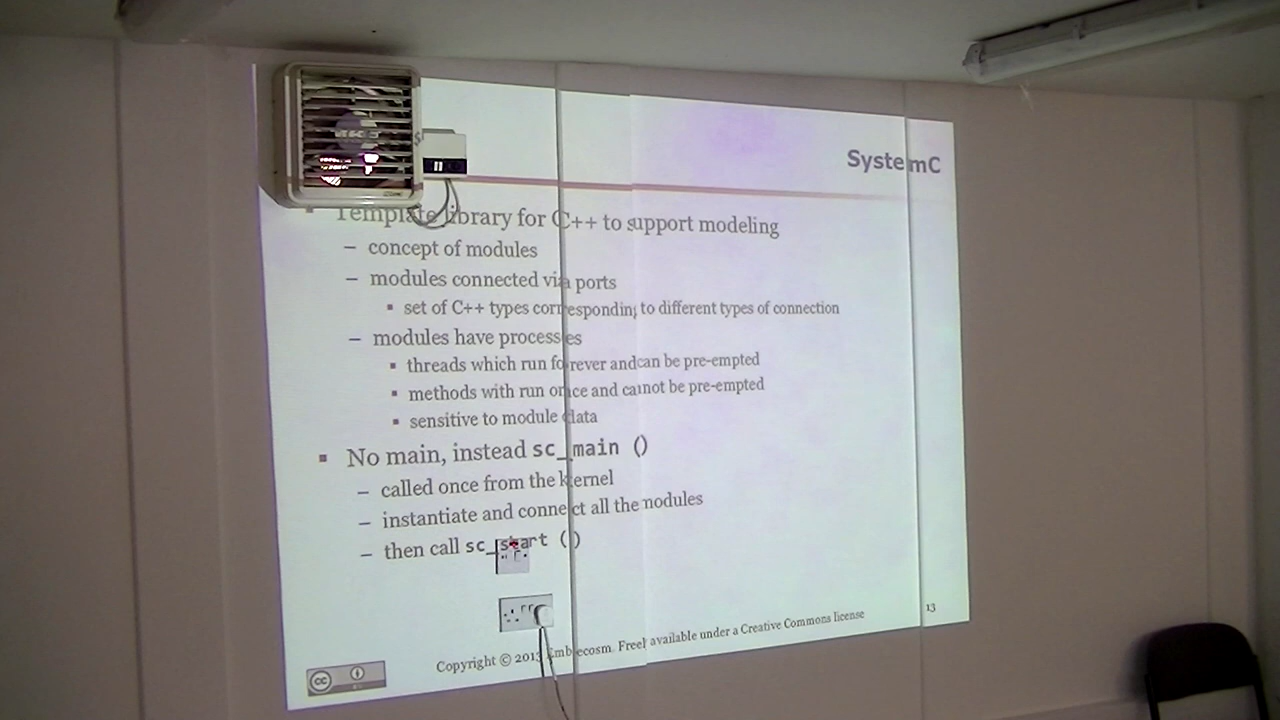 SystemC
Template library for C++ to support modeling
– concept of modules
– modules connected via ports
▪ set of C++ types corresponding to different types of connection
– modules have processes
▪ threads which run forever and can be pre-empted
▪ methods with run once and cannot be pre-empted
▪ sensitive to module data
▪ No main, instead sc_main ()
– called once from the kernel
– instantiate and connect all the modules
– then call sc_start ()
13
Copyright © 2013 Embecosm. Freely available under a Creative Commons license
cc